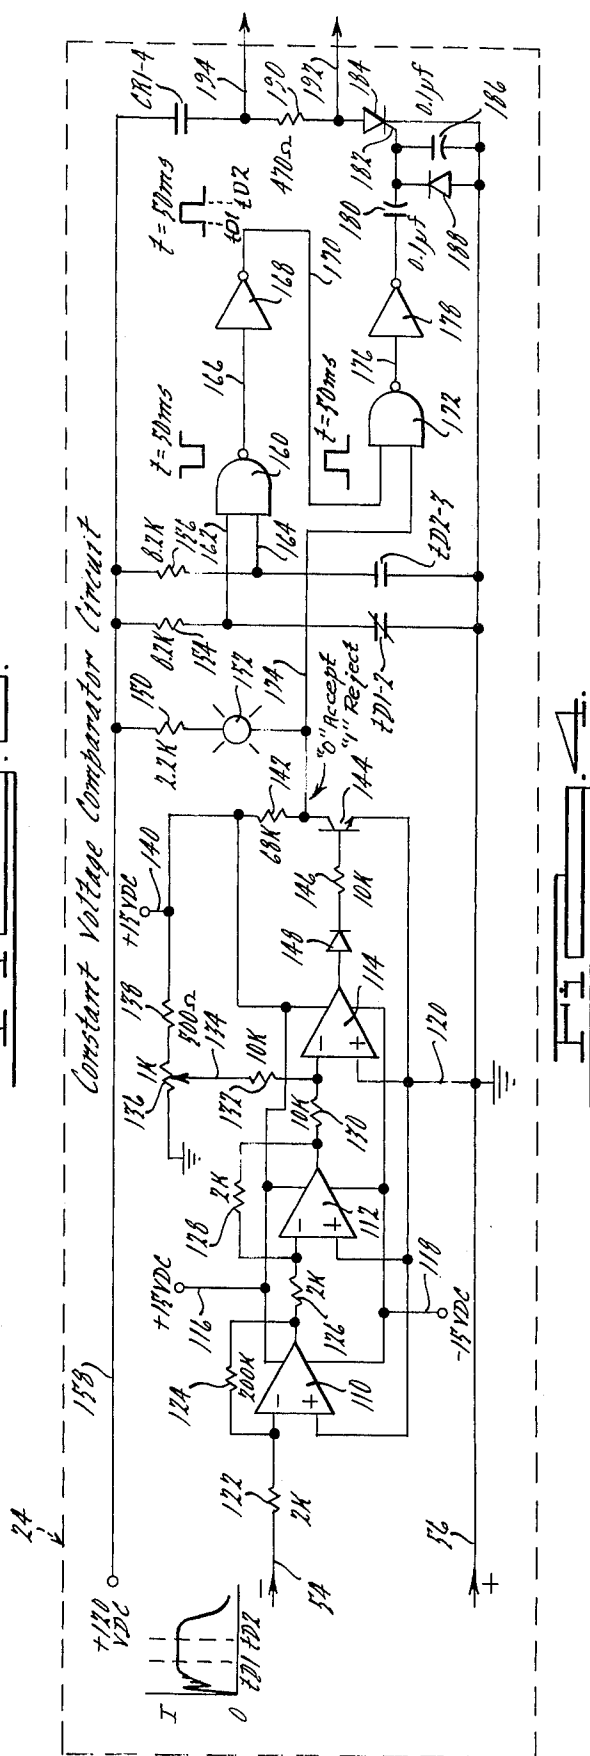 Constant Voltage Comparator Circuit
24
+120
VDC
158
I
O
tD1 tD2
−
54
+
56
122
2K
124
200K
−
+
110
+15VDC
116
126
2K
128
2K
−
+
112
118
-15VDC
130
10K
132
10K
134
136
1K
138
500Ω
+15VDC
140
−
+
114
120
148
146
10K
142
68K
144
"0" Accept
"1" Reject
150
2.2K
152
174
154
8.2K
156
8.2K
162
164
tD1-2
tD2-3
t=50ms
160
166
168
t=50ms
tD1
tD2
170
t=50ms
172
176
178
180
0.1μf
182
184
0.1μf
186
188
190
470Ω
192
194
CR1-4